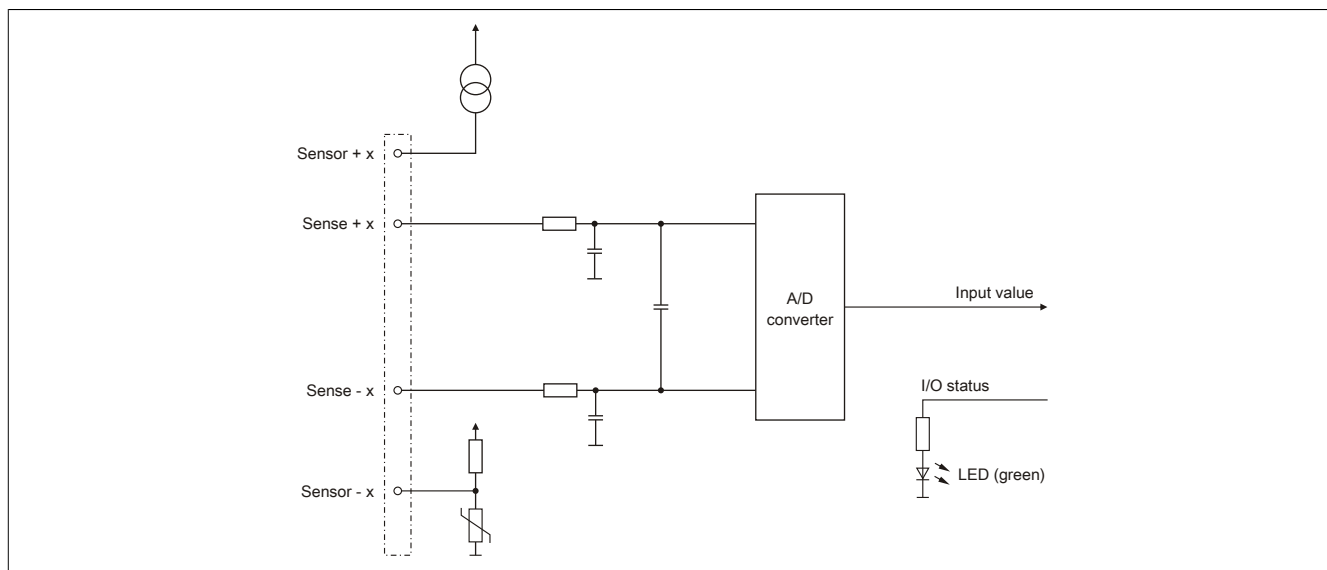 Sensor + x
Sense + x
A/D
converter
Input value
Sense - x
I/O status
LED (green)
Sensor - x